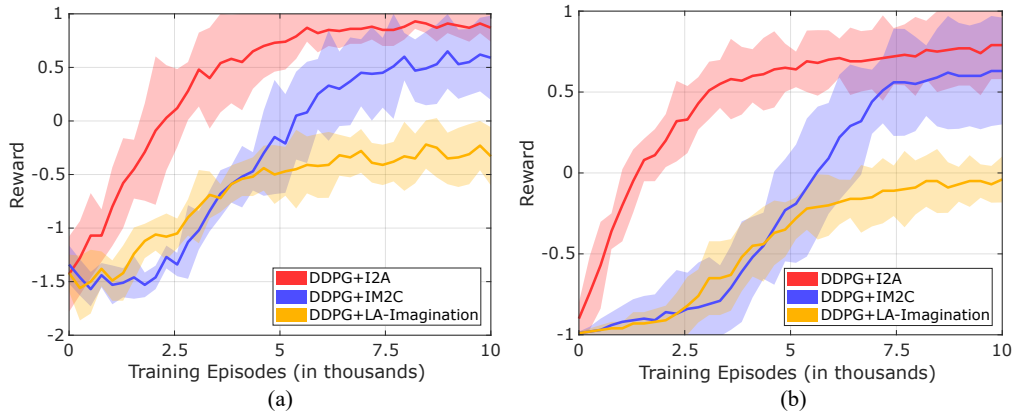 1
0.5
0
-0.5
-1
-1.5
-2
Reward
DDPG+I2A
DDPG+IM2C
DDPG+LA-Imagination
0
2.5
5
7.5
10
Training Episodes (in thousands)
(a)
1
0.5
0
-0.5
-1
Reward
DDPG+I2A
DDPG+IM2C
DDPG+LA-Imagination
0
2.5
5
7.5
10
Training Episodes (in thousands)
(b)